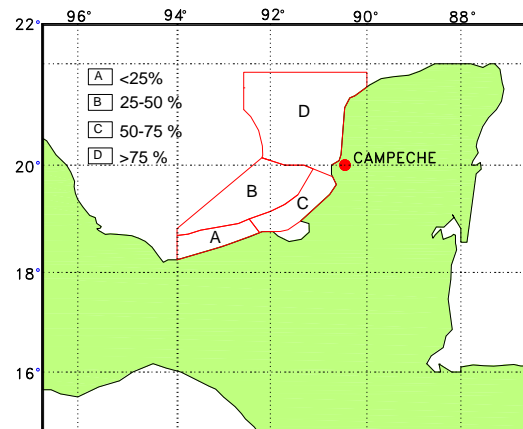 96° 94° 92° 90° 88°
22°
A <25%
B 25-50 %
C 50-75 %
D >75 %
D
20°
CAMPECHE
B
C
A
18°
16°